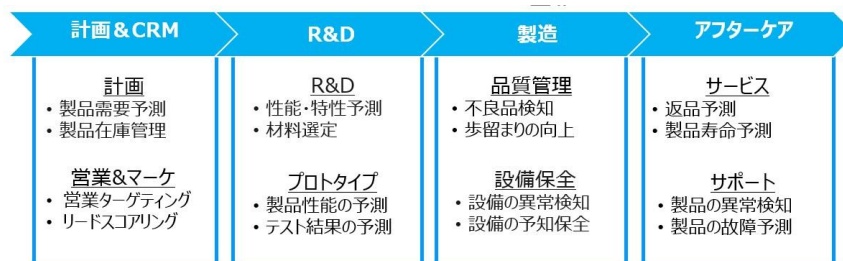 計画&CRM
R&D
製造
アフターケア
計画
・製品需要予測
・製品在庫管理
営業&マーケ
・営業ターゲティング
・リードスコアリング
R&D
・性能・特性予測
・材料選定
プロトタイプ
・製品性能の予測
・テスト結果の予測
品質管理
・不良品検知
・歩留まりの向上
設備保全
・設備の異常検知
・設備の予知保全
サービス
・返品予測
・製品寿命予測
サポート
・製品の異常検知
・製品の故障予測